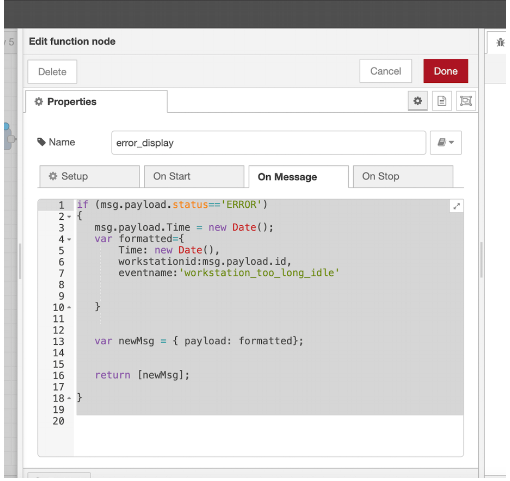 Edit function node
Delete
Cancel
Done
Properties
Name
error_display
Setup
On Start
On Message
On Stop
1 if (msg.payload.status=='ERROR')
2 {
3 msg.payload.Time = new Date();
4 var formatted={
5 Time: new Date(),
6 workstationid:msg.payload.id,
7 eventname:'workstation_too_long_idle'
8
9
10 }
11
12
13 var newMsg = { payload: formatted};
14
15
16 return [newMsg];
17
18 }
19
20